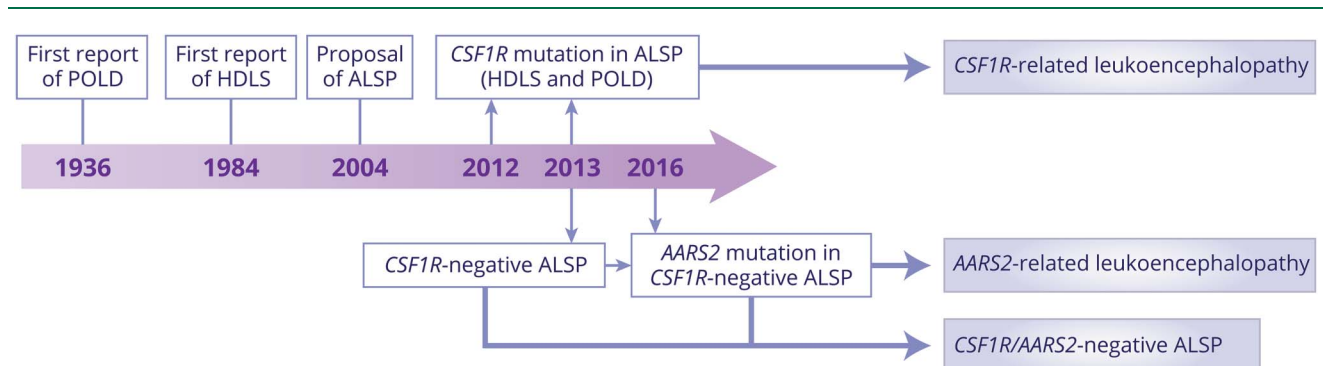 First report
of POLD
First report
of HDLS
Proposal
of ALSP
CSF1R mutation in ALSP
(HDLS and POLD)
CSF1R-related leukoencephalopathy
1936
1984
2004
2012
2013
2016
CSF1R-negative ALSP
AARS2 mutation in
CSF1R-negative ALSP
AARS2-related leukoencephalopathy
CSF1R/AARS2-negative ALSP